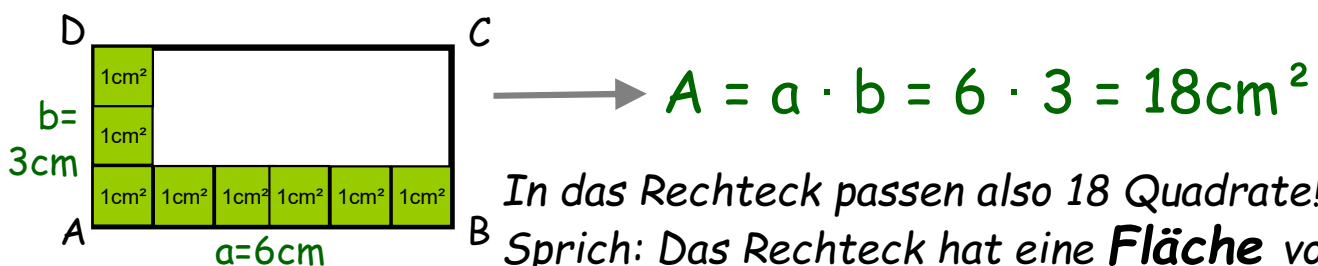 D
C
1cm²
b=
1cm²
3cm
1cm² 1cm² 1cm² 1cm² 1cm² 1cm²
A
B
a=6cm
A = a · b = 6 · 3 = 18cm²
In das Rechteck passen also 18 Quadrate!
Sprich: Das Rechteck hat eine Fläche